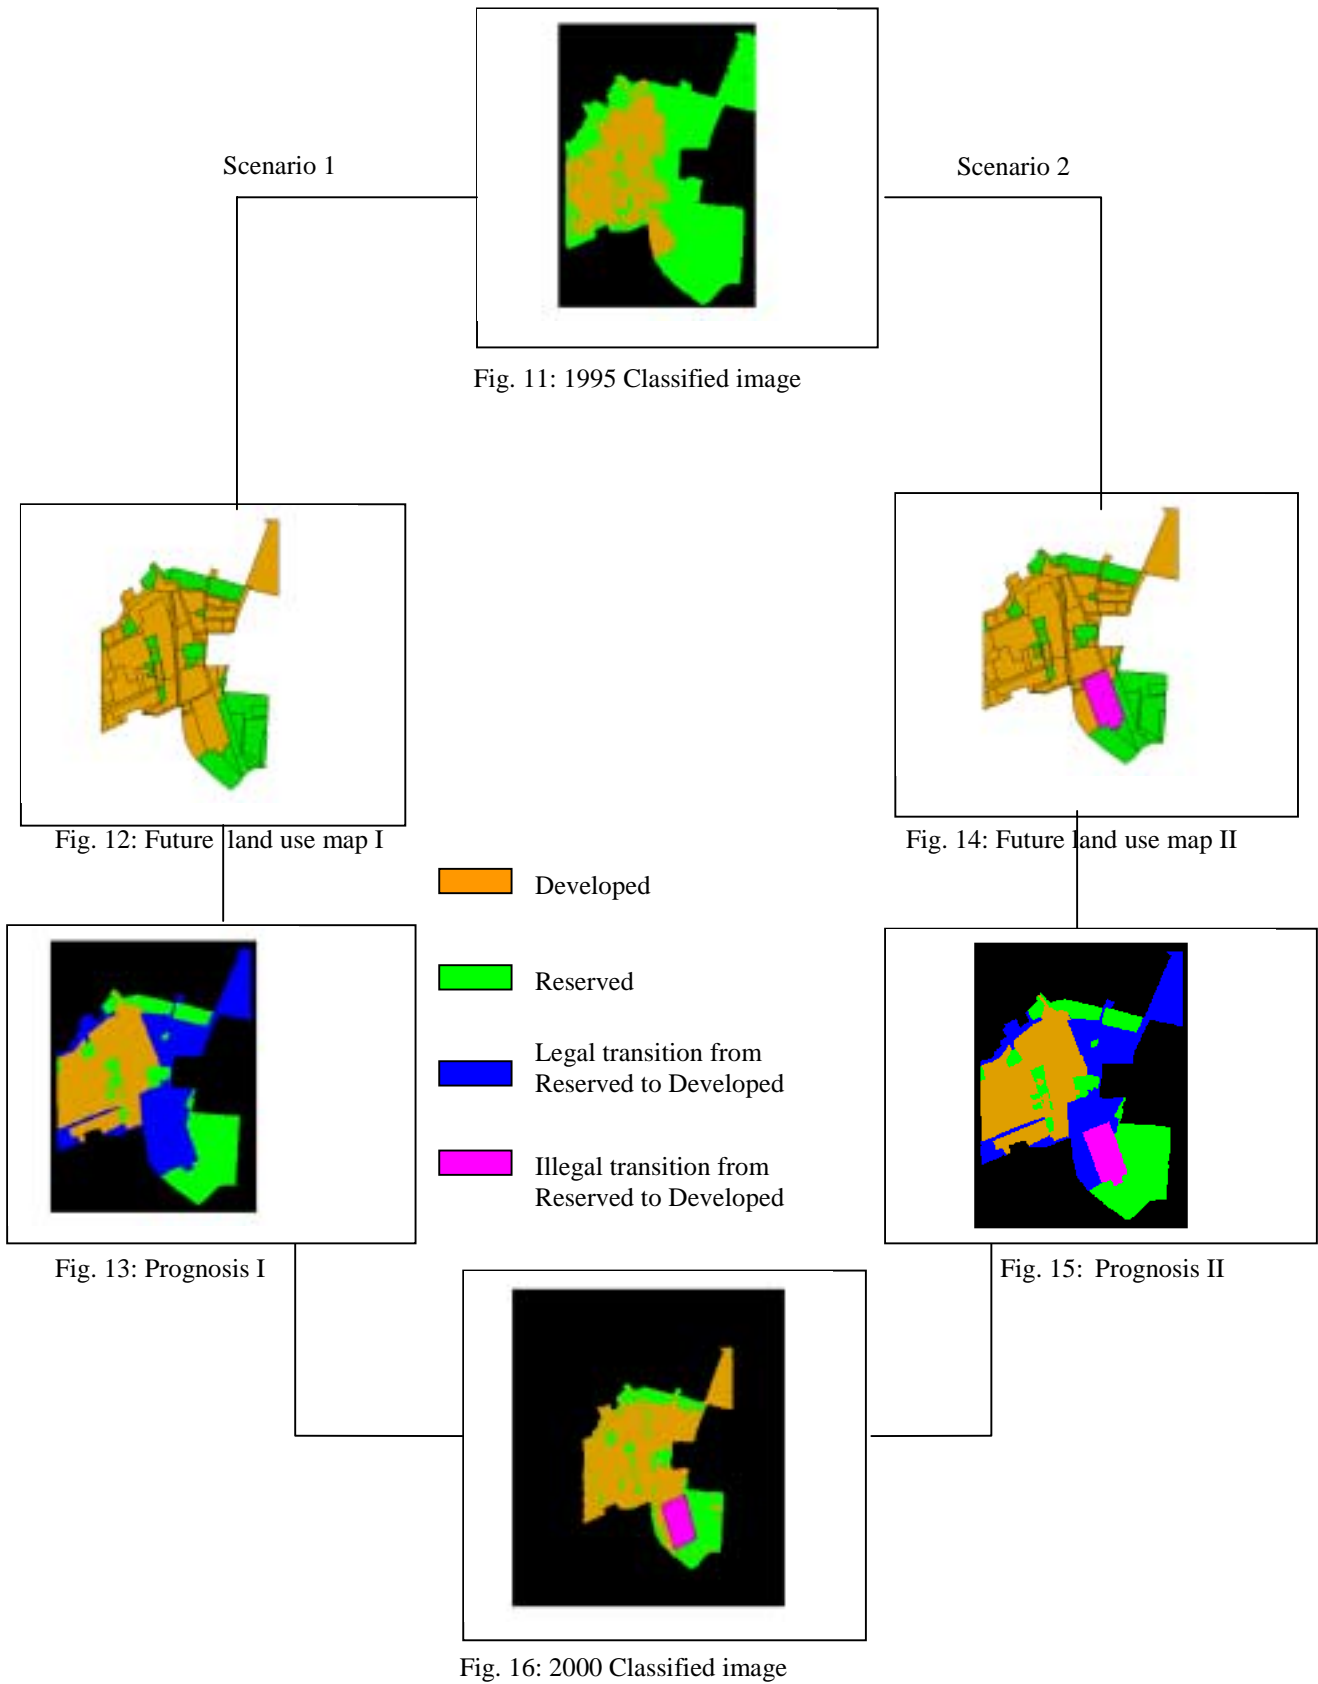 Scenario 1
Scenario 2
Fig. 11: 1995 Classified image
Fig. 12: Future land use map I
Fig. 14: Future land use map II
Developed
Reserved
Legal transition from
Reserved to Developed
Illegal transition from
Reserved to Developed
Fig. 13: Prognosis I
Fig. 15: Prognosis II
Fig. 16: 2000 Classified image